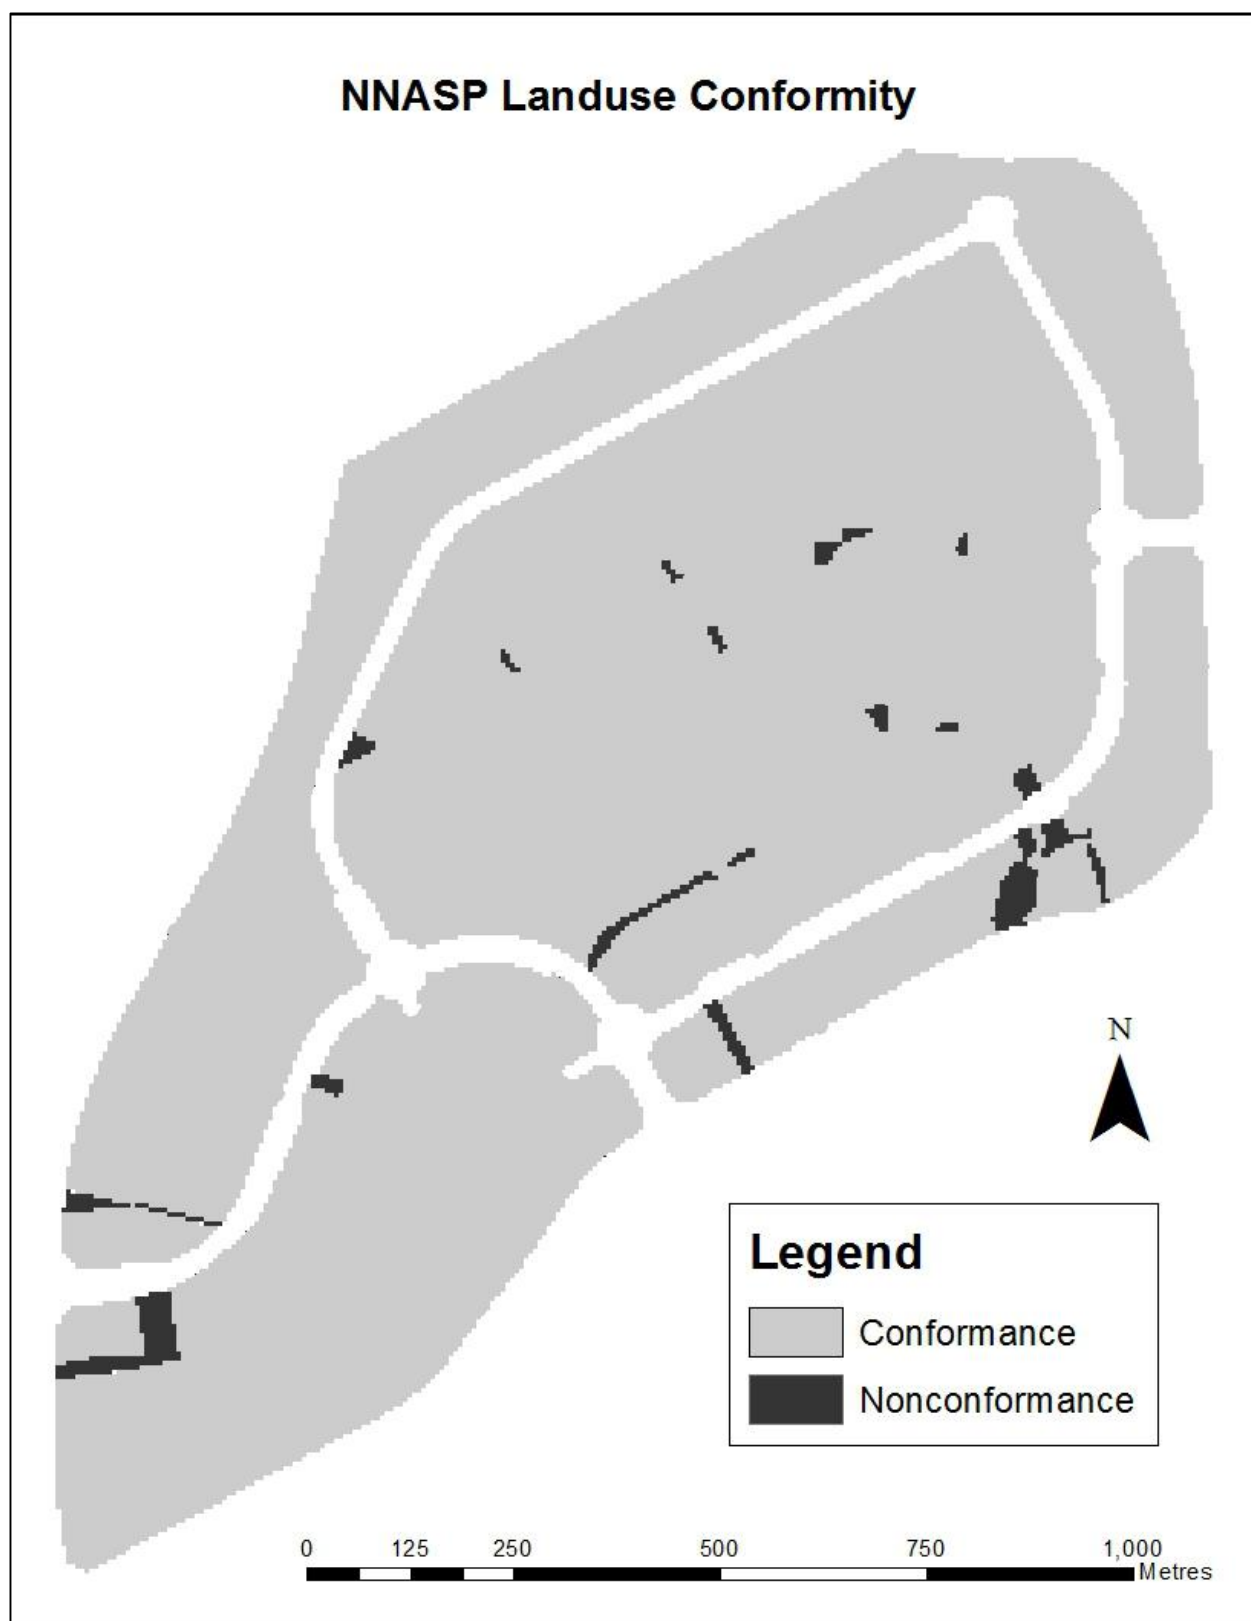 NNASP Landuse Conformity
N
Legend
Conformance
Nonconformance
0 125 250 500 750 1,000
Metres